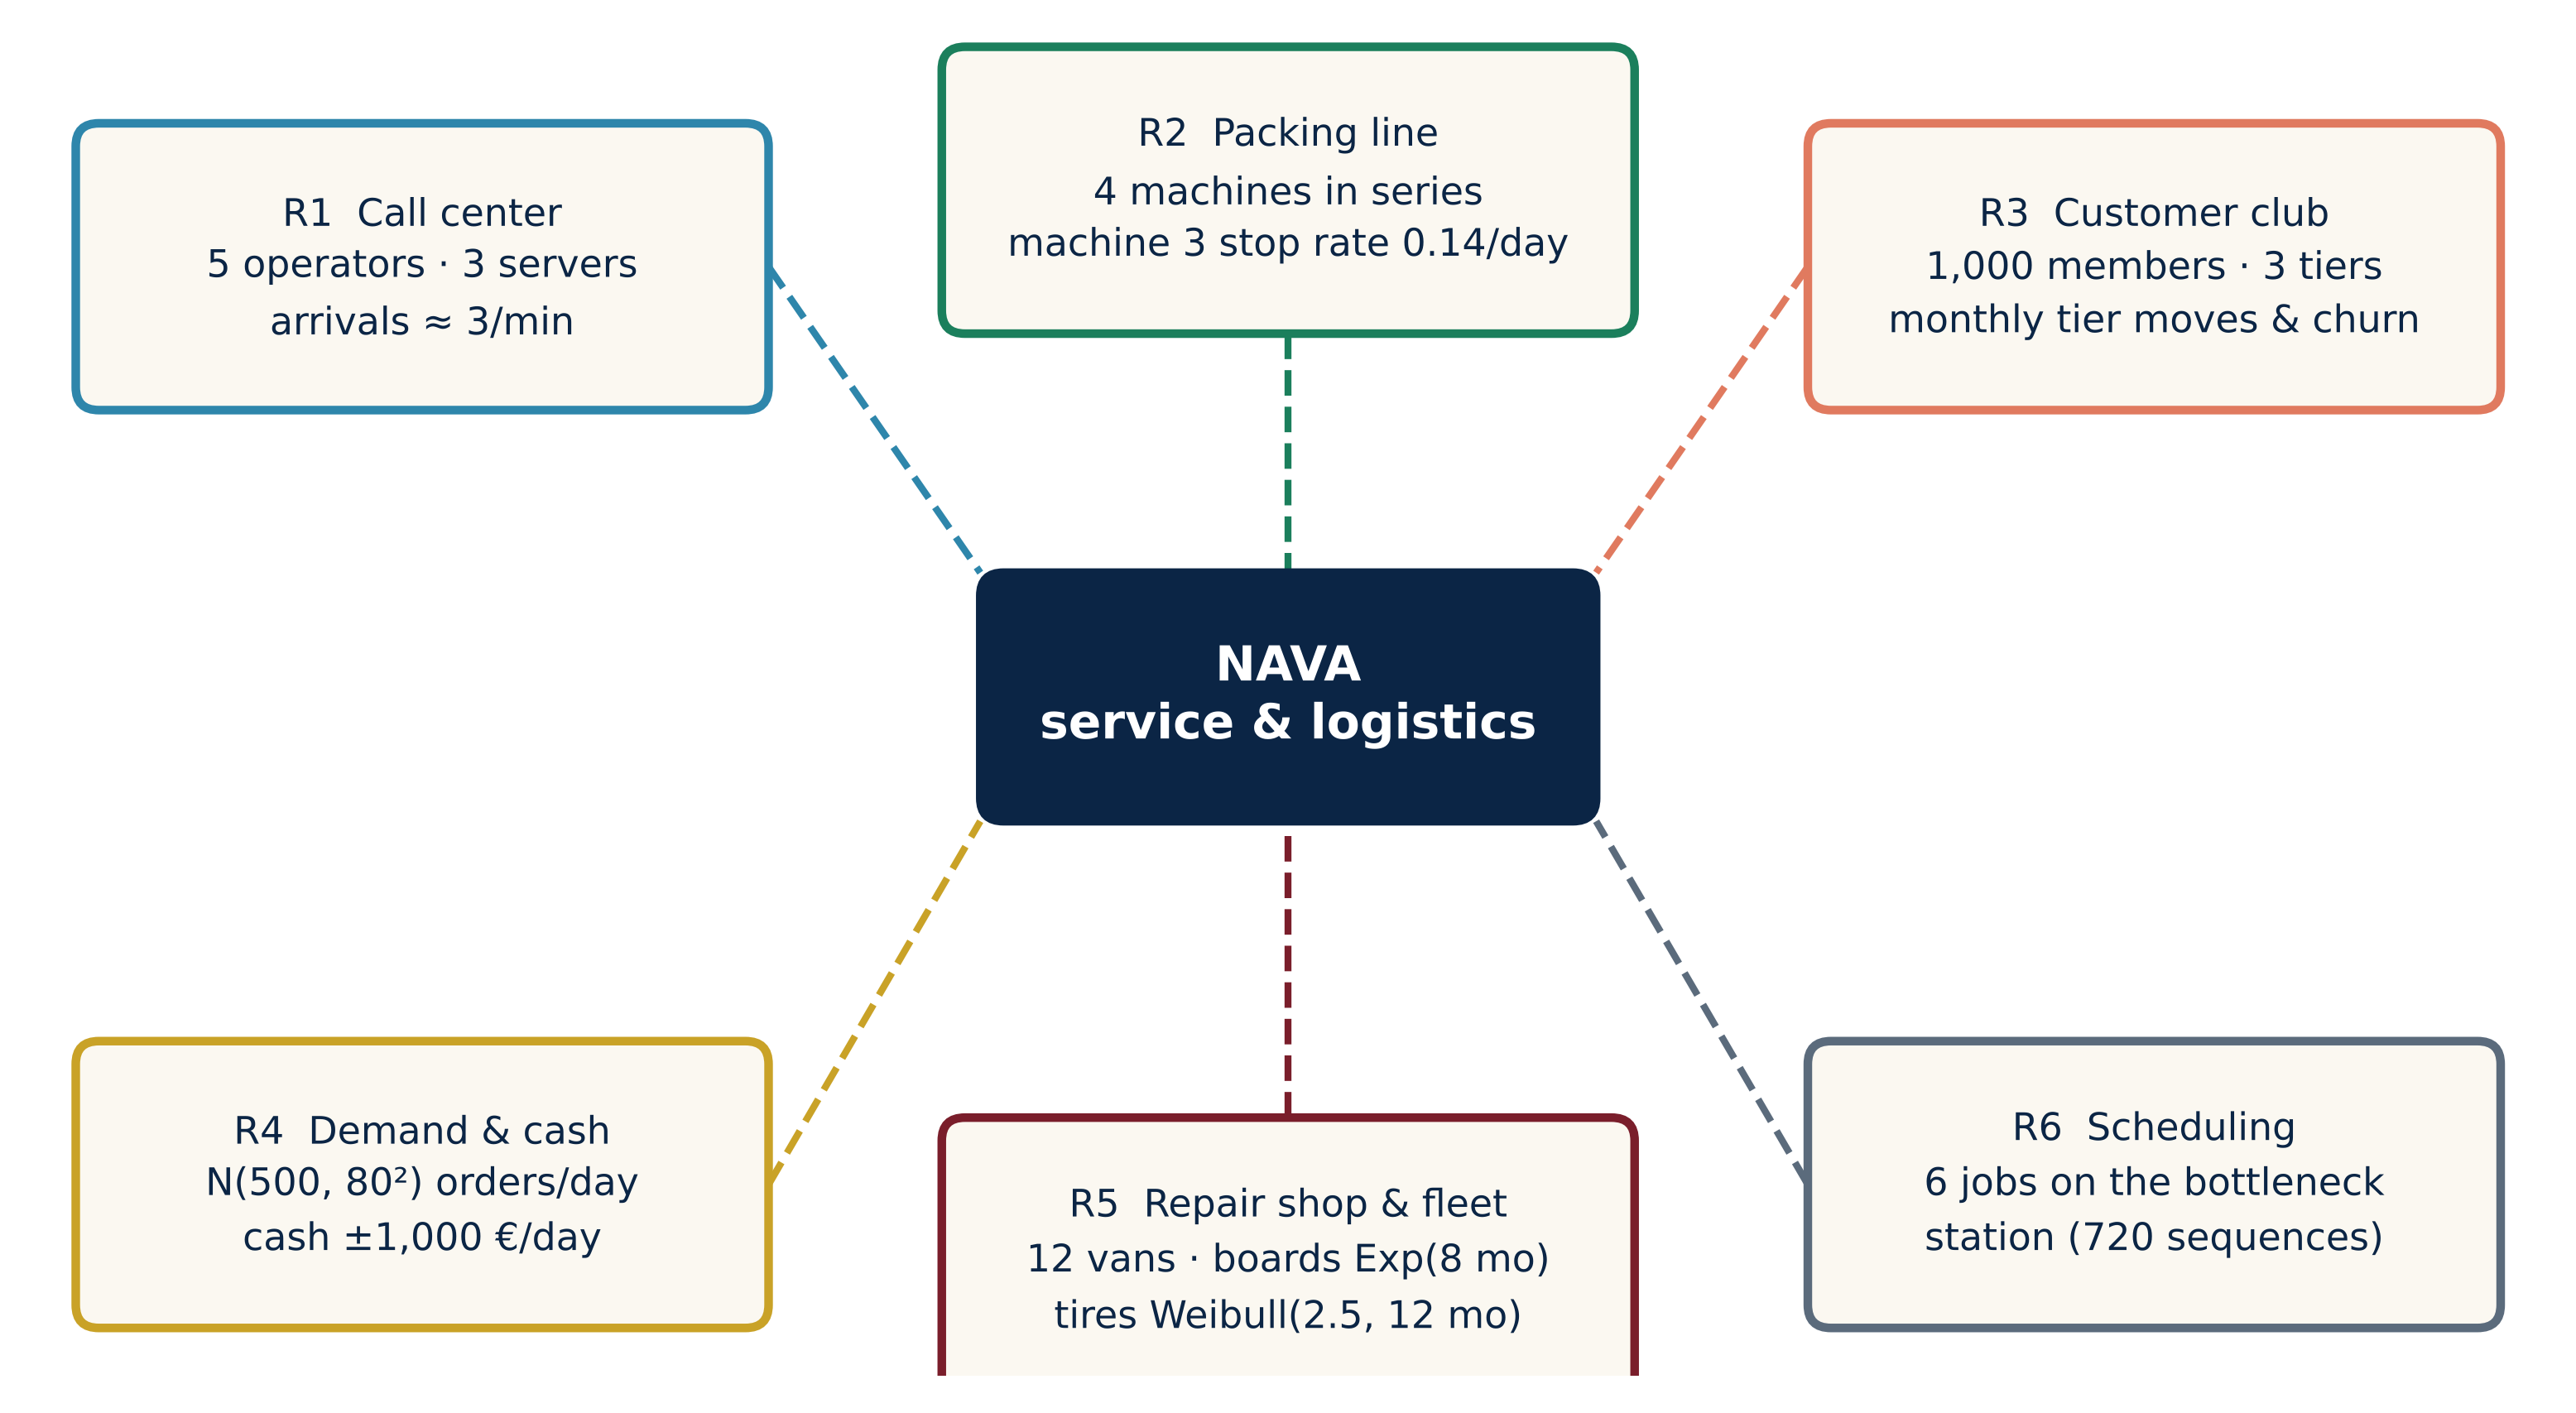 R1  Call center
5 operators · 3 servers
arrivals ≈ 3/min
R2  Packing line
4 machines in series
machine 3 stop rate 0.14/day
R3  Customer club
1,000 members · 3 tiers
monthly tier moves & churn
NAVA
service & logistics
R4  Demand & cash
N(500, 80²) orders/day
cash ±1,000 €/day
R5  Repair shop & fleet
12 vans · boards Exp(8 mo)
tires Weibull(2.5, 12 mo)
R6  Scheduling
6 jobs on the bottleneck
station (720 sequences)